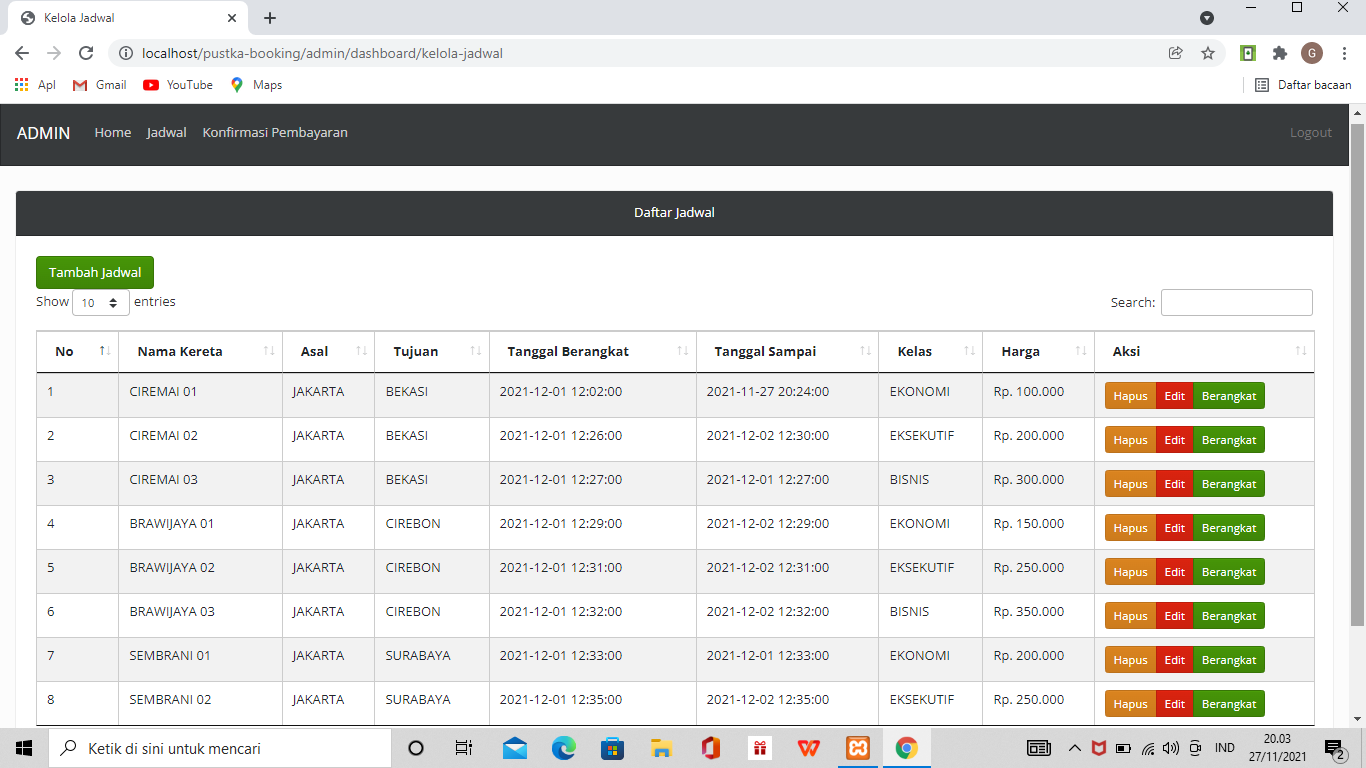 Kelola Jadwal
localhost/pustka-booking/admin/dashboard/kelola-jadwal
G
Apl Gmail YouTube Maps Daftar bacaan
ADMIN Home Jadwal Konfirmasi Pembayaran Logout
Daftar Jadwal
Tambah Jadwal
Show 10 entries Search:
No Nama Kereta Asal Tujuan Tanggal Berangkat Tanggal Sampai Kelas Harga Aksi
1 CIREMAI 01 JAKARTA BEKASI 2021-12-01 12:02:00 2021-11-27 20:24:00 EKONOMI Rp. 100.000 Hapus Edit Berangkat
2 CIREMAI 02 JAKARTA BEKASI 2021-12-01 12:26:00 2021-12-02 12:30:00 EKSEKUTIF Rp. 200.000 Hapus Edit Berangkat
3 CIREMAI 03 JAKARTA BEKASI 2021-12-01 12:27:00 2021-12-01 12:27:00 BISNIS Rp. 300.000 Hapus Edit Berangkat
4 BRAWIJAYA 01 JAKARTA CIREBON 2021-12-01 12:29:00 2021-12-02 12:29:00 EKONOMI Rp. 150.000 Hapus Edit Berangkat
5 BRAWIJAYA 02 JAKARTA CIREBON 2021-12-01 12:31:00 2021-12-02 12:31:00 EKSEKUTIF Rp. 250.000 Hapus Edit Berangkat
6 BRAWIJAYA 03 JAKARTA CIREBON 2021-12-01 12:32:00 2021-12-02 12:32:00 BISNIS Rp. 350.000 Hapus Edit Berangkat
7 SEMBRANI 01 JAKARTA SURABAYA 2021-12-01 12:33:00 2021-12-01 12:33:00 EKONOMI Rp. 200.000 Hapus Edit Berangkat
8 SEMBRANI 02 JAKARTA SURABAYA 2021-12-01 12:35:00 2021-12-02 12:35:00 EKSEKUTIF Rp. 250.000 Hapus Edit Berangkat
Ketik di sini untuk mencari
IND
20.03
27/11/2021
2